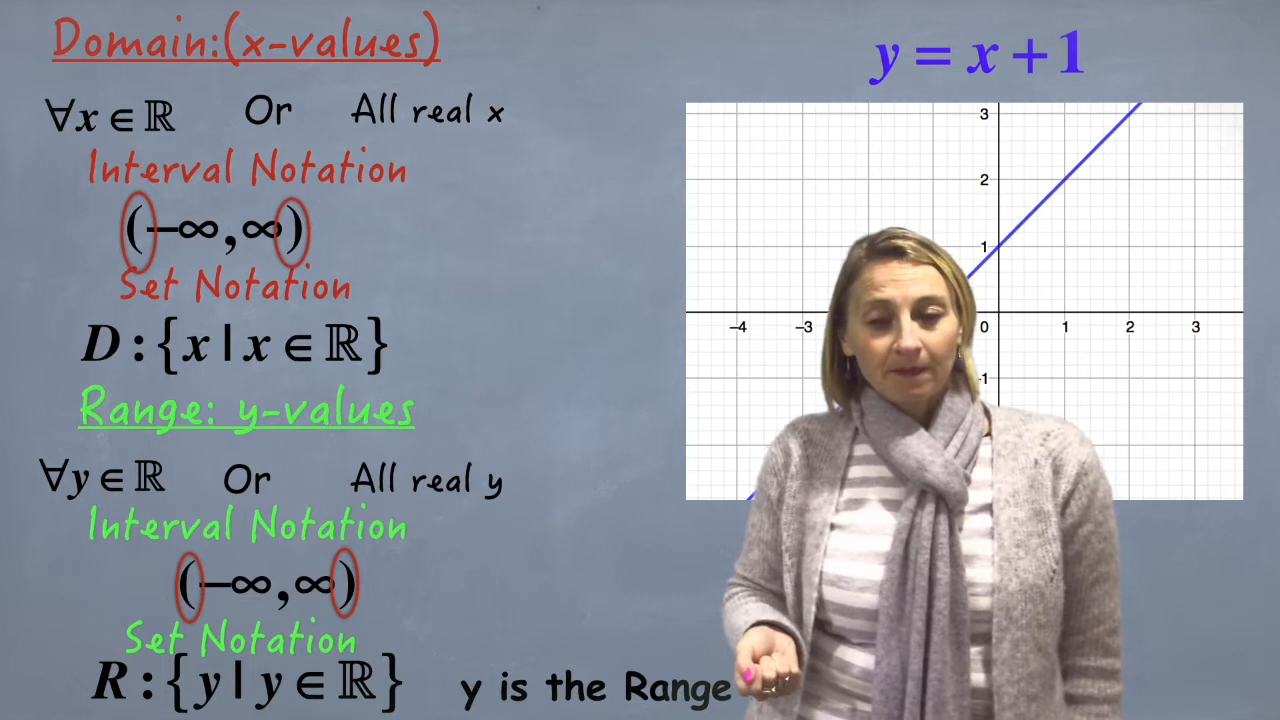 Domain:(x-values)
∀x ∈ ℝ Or All real x
Interval Notation
(−∞,∞)
Set Notation
D : {x | x ∈ ℝ}
Range: y-values
∀y ∈ ℝ Or All real y
Interval Notation
(−∞,∞)
Set Notation
R : {y | y ∈ ℝ} y is the Range
y = x + 1
3
2
1
−4 −3 0 1 2 3
-1